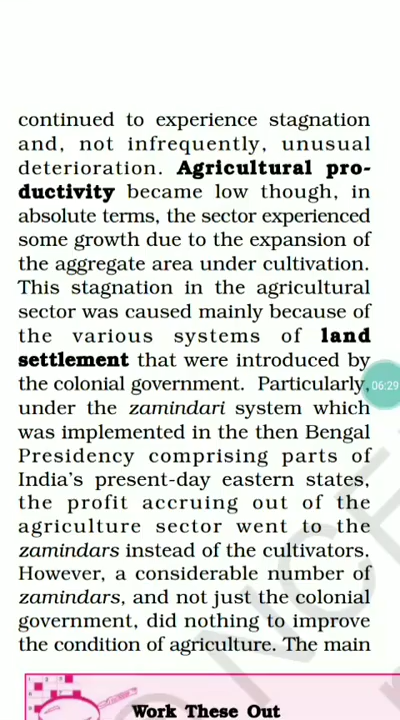 continued to experience stagnation
and, not infrequently, unusual
deterioration. Agricultural pro-
ductivity became low though, in
absolute terms, the sector experienced
some growth due to the expansion of
the aggregate area under cultivation.
This stagnation in the agricultural
sector was caused mainly because of
the various systems of land
settlement that were introduced by
the colonial government. Particularly,
06:29
under the zamindari system which
was implemented in the then Bengal
Presidency comprising parts of
India's present-day eastern states,
the profit accruing out of the
agriculture sector went to the
zamindars instead of the cultivators.
However, a considerable number of
zamindars, and not just the colonial
government, did nothing to improve
the condition of agriculture. The main
Work These Out